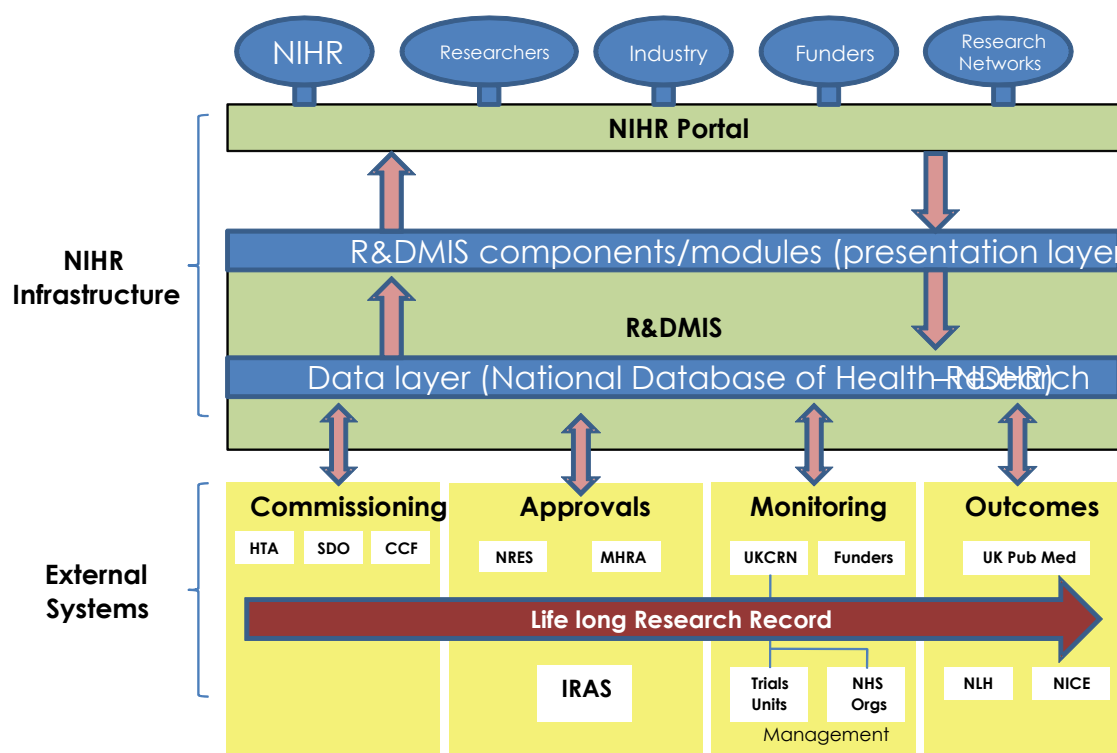 NIHR
Researchers
Industry
Funders
Research
Networks
NIHR Portal
R&DMIS components/modules (presentation layer
NIHR
Infrastructure
R&DMIS
Data layer (National Database of Health Research
–NDHR)
Commissioning
Approvals
Monitoring
Outcomes
HTA
SDO
CCF
NRES
MHRA
UKCRN
Funders
UK Pub Med
External
Systems
Life long Research Record
IRAS
Trials
Units
NHS
Orgs
NLH
NICE
Management